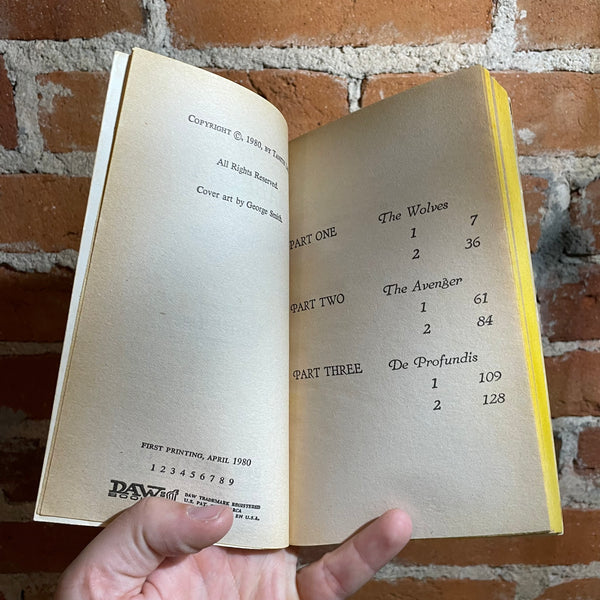 COPYRIGHT ©, 1980, BY
All Rights Reserved.
Cover art by George Smith.
FIRST PRINTING, APRIL 1980
1 2 3 4 5 6 7 8 9
DAW
DAW TRADEMARK REGISTERED
U.S. PAT.
IN U.S.A.
PART ONE The Wolves
1 7
2 36
PART TWO The Avenger
1 61
2 84
PART THREE De Profundis
1 109
2 128